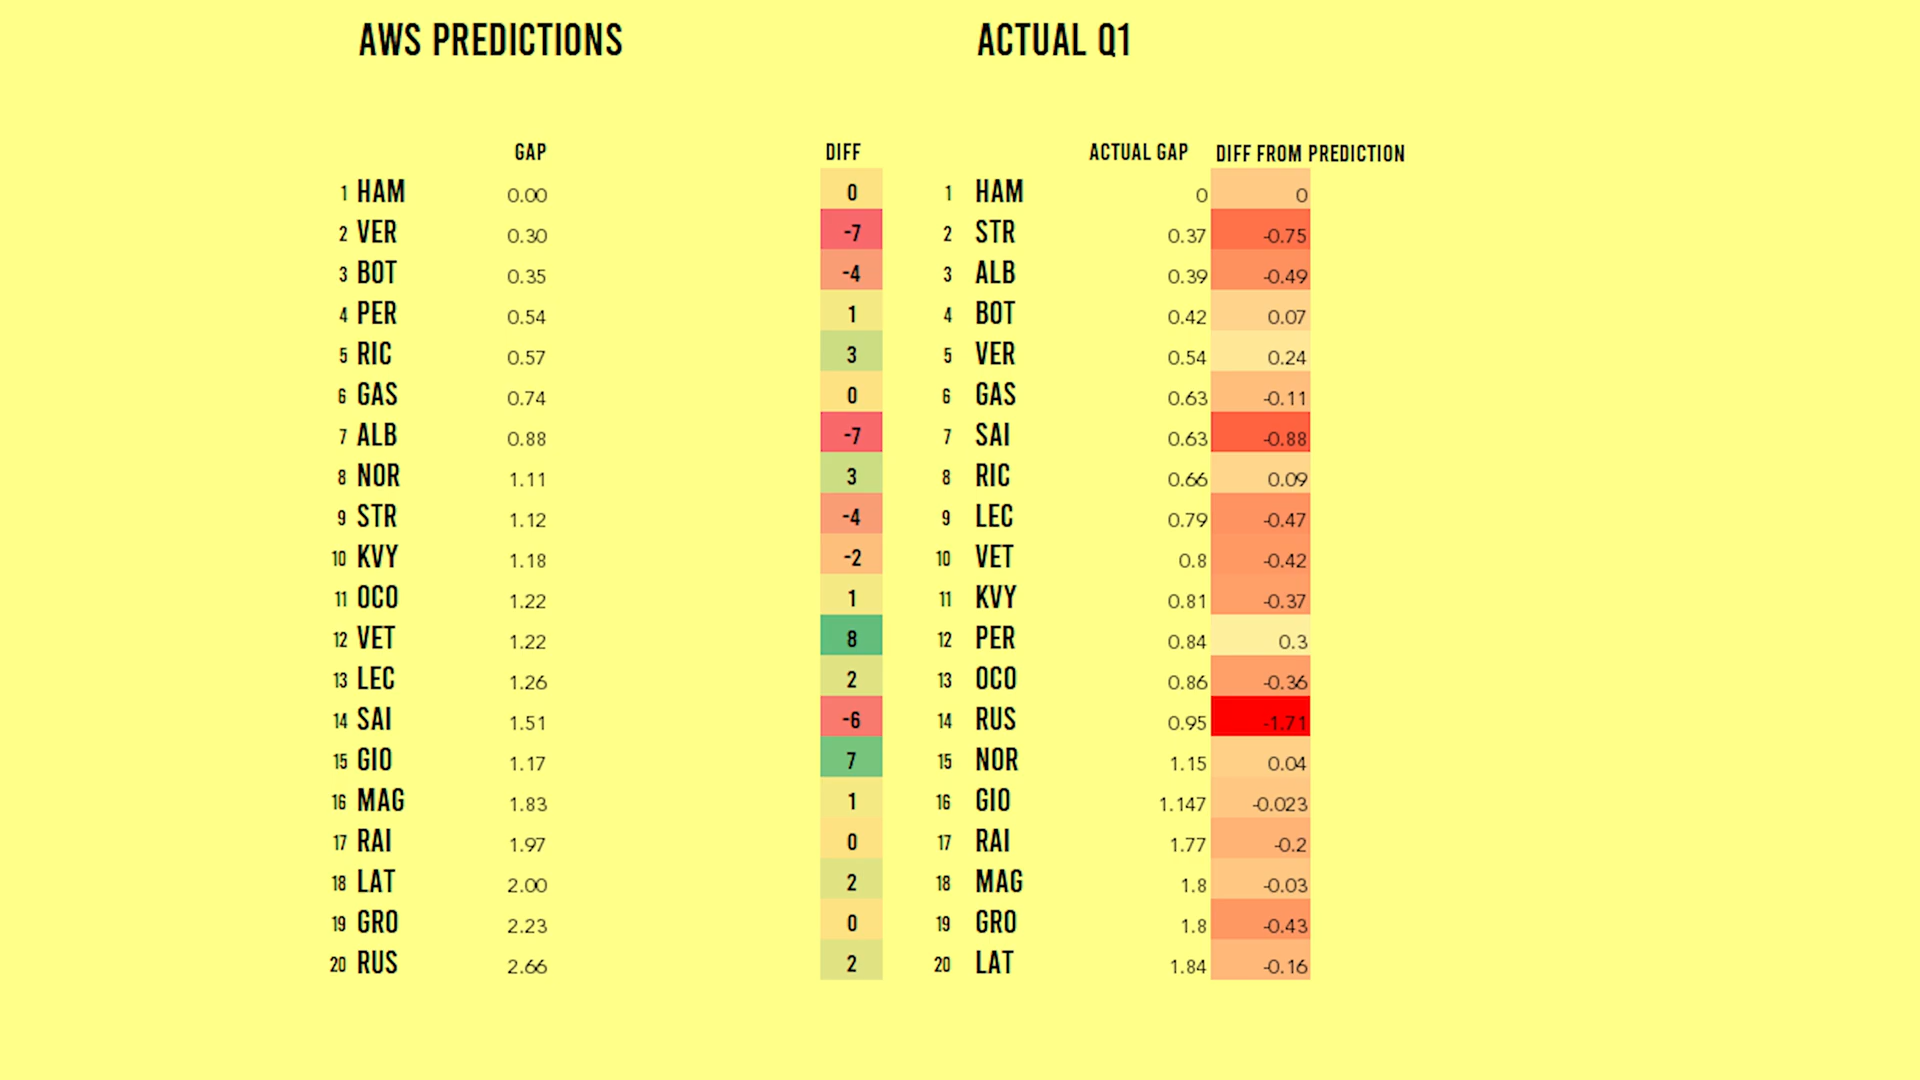 AWS PREDICTIONS ACTUAL Q1
GAP DIFF ACTUAL GAP DIFF FROM PREDICTION
1 HAM 0.00 0 1 HAM 0 0
2 VER 0.30 -7 2 STR 0.37 -0.75
3 BOT 0.35 -4 3 ALB 0.39 -0.49
4 PER 0.54 1 4 BOT 0.42 0.07
5 RIC 0.57 3 5 VER 0.54 0.24
6 GAS 0.74 0 6 GAS 0.63 -0.11
7 ALB 0.88 -7 7 SAI 0.63 -0.88
8 NOR 1.11 3 8 RIC 0.66 0.09
9 STR 1.12 -4 9 LEC 0.79 -0.47
10 KVY 1.18 -2 10 VET 0.8 -0.42
11 OCO 1.22 1 11 KVY 0.81 -0.37
12 VET 1.22 8 12 PER 0.84 0.3
13 LEC 1.26 2 13 OCO 0.86 -0.36
14 SAI 1.51 -6 14 RUS 0.95 -1.71
15 GIO 1.17 7 15 NOR 1.15 0.04
16 MAG 1.83 1 16 GIO 1.147 -0.023
17 RAI 1.97 0 17 RAI 1.77 -0.2
18 LAT 2.00 2 18 MAG 1.8 -0.03
19 GRO 2.23 0 19 GRO 1.8 -0.43
20 RUS 2.66 2 20 LAT 1.84 -0.16